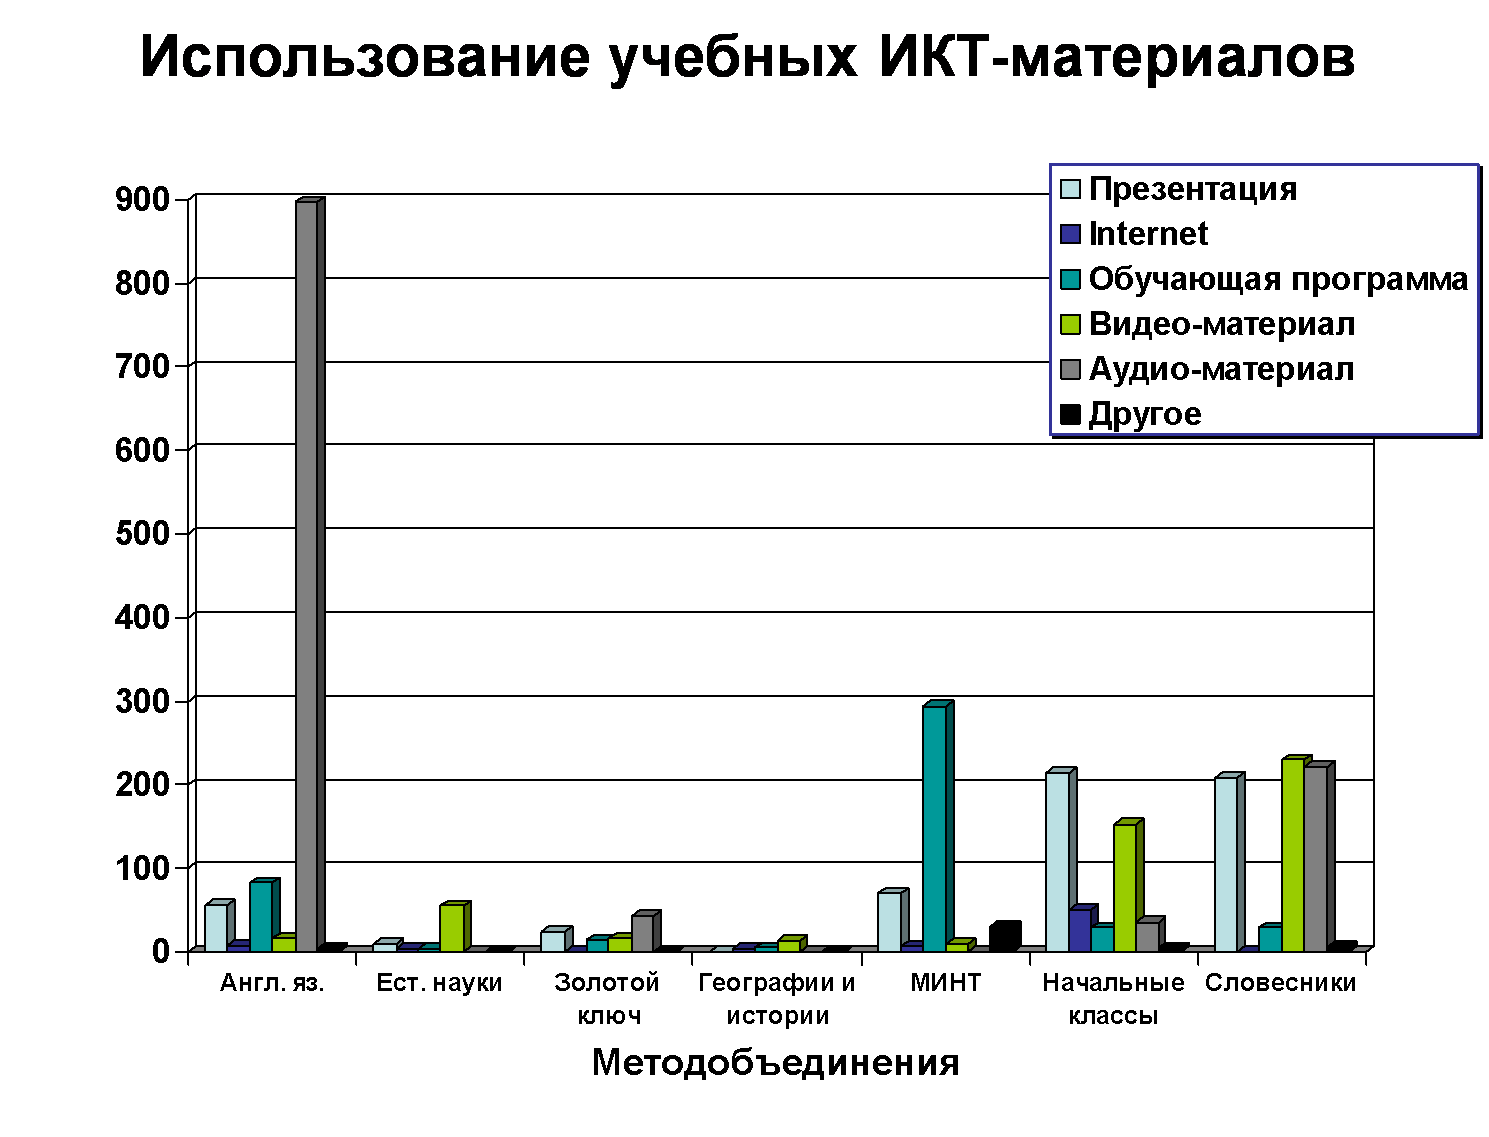 Использование учебных ИКТ-материалов
Презентация
Internet
Обучающая программа
Видео-материал
Аудио-материал
Другое
900
800
700
600
500
400
300
200
100
0
Англ. яз.
Ест. науки
Золотой ключ
Географии и истории
МИНТ
Начальные классы
Словесники
Методобъединения